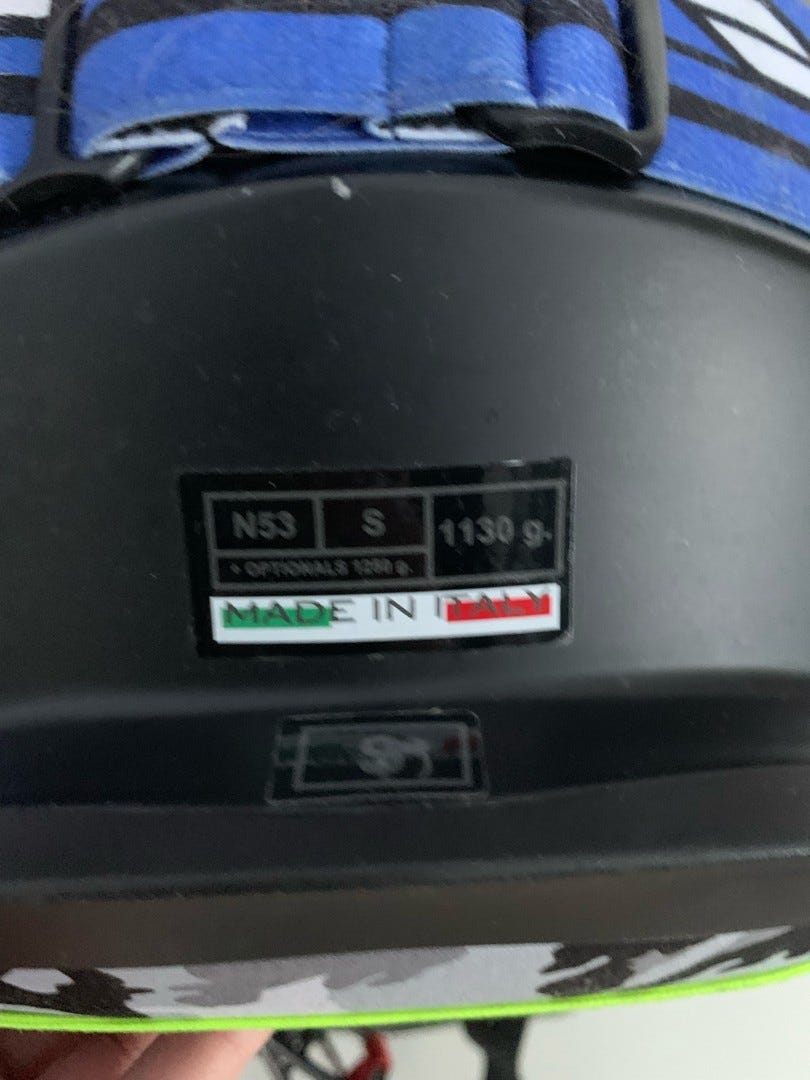 N53 S 1130 g.
+ OPTIONALS 1250 g.
MADE IN ITALY
S